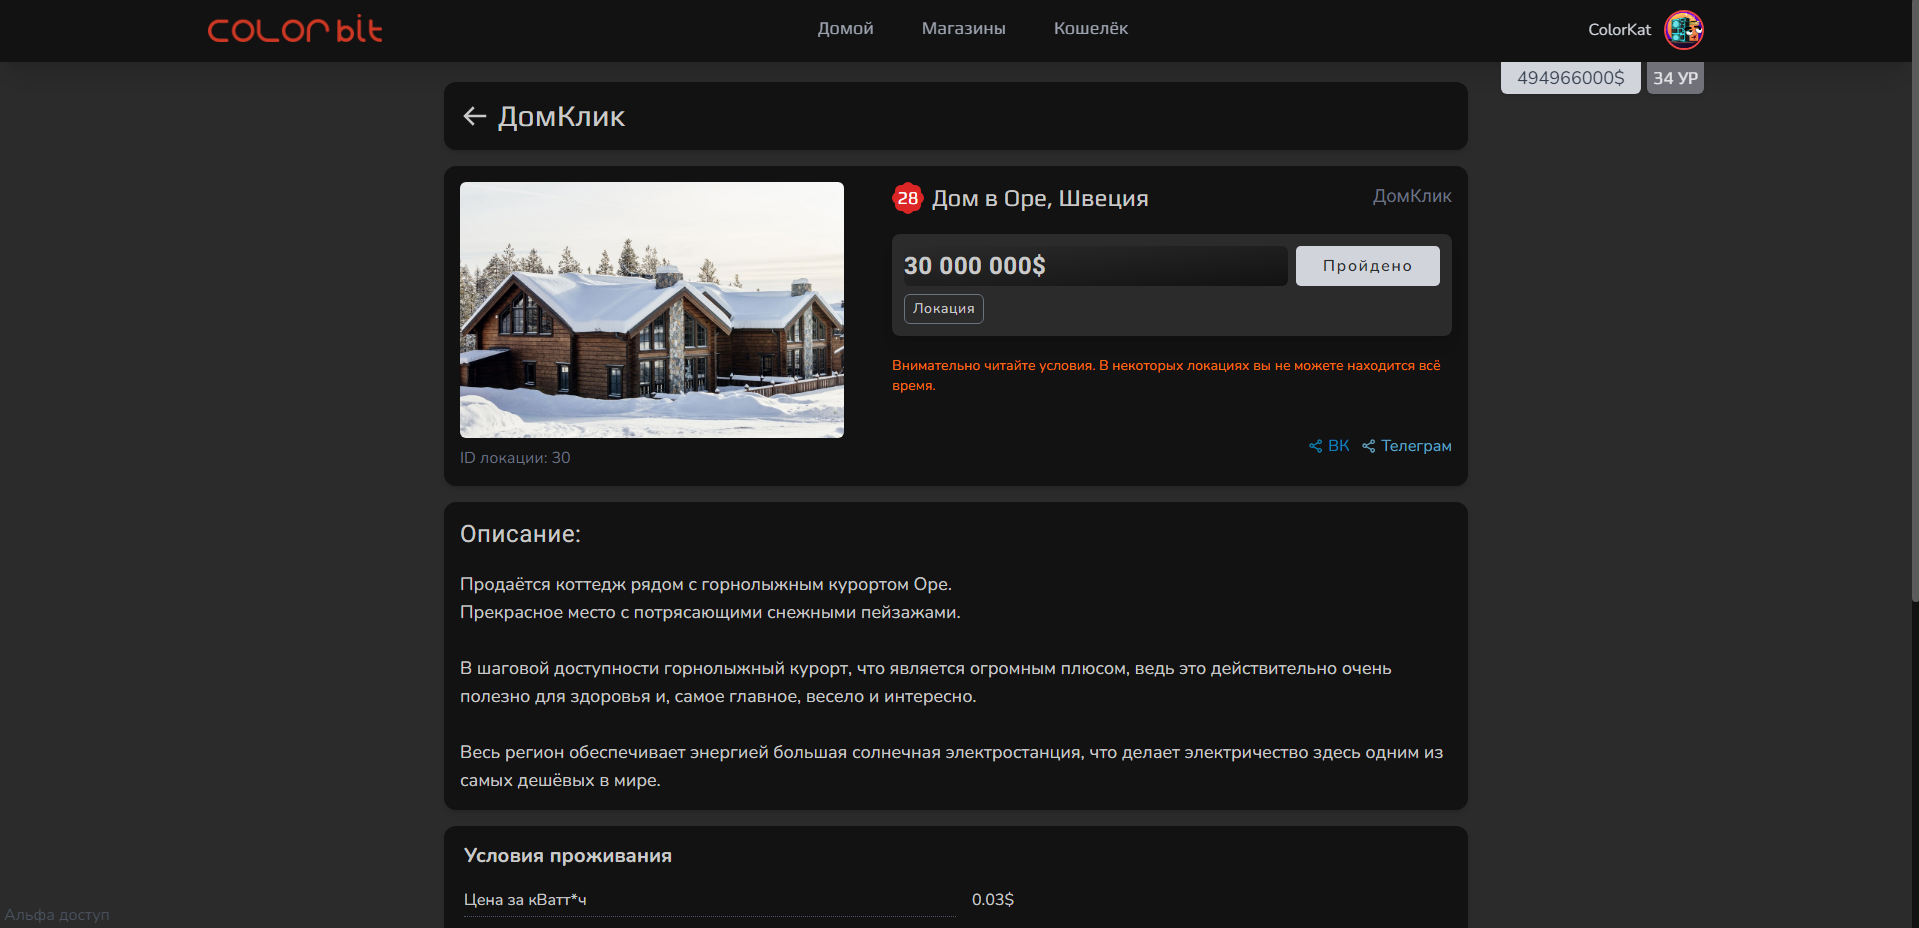 COLOR bit
Домой
Магазины
Кошелёк
ColorKat
494966000$
34 УР
ДомКлик
28
Дом в Оре, Швеция
ДомКлик
30 000 000$
Пройдено
Локация
Внимательно читайте условия. В некоторых локациях вы не можете находится всё
время.
ВК
Телеграм
ID локации: 30
Описание:
Продаётся коттедж рядом с горнолыжным курортом Оре.
Прекрасное место с потрясающими снежными пейзажами.
В шаговой доступности горнолыжный курорт, что является огромным плюсом, ведь это действительно очень
полезно для здоровья и, самое главное, весело и интересно.
Весь регион обеспечивает энергией большая солнечная электростанция, что делает электричество здесь одним из
самых дешёвых в мире.
Условия проживания
Цена за кВатт*ч
0.03$
Альфа доступ